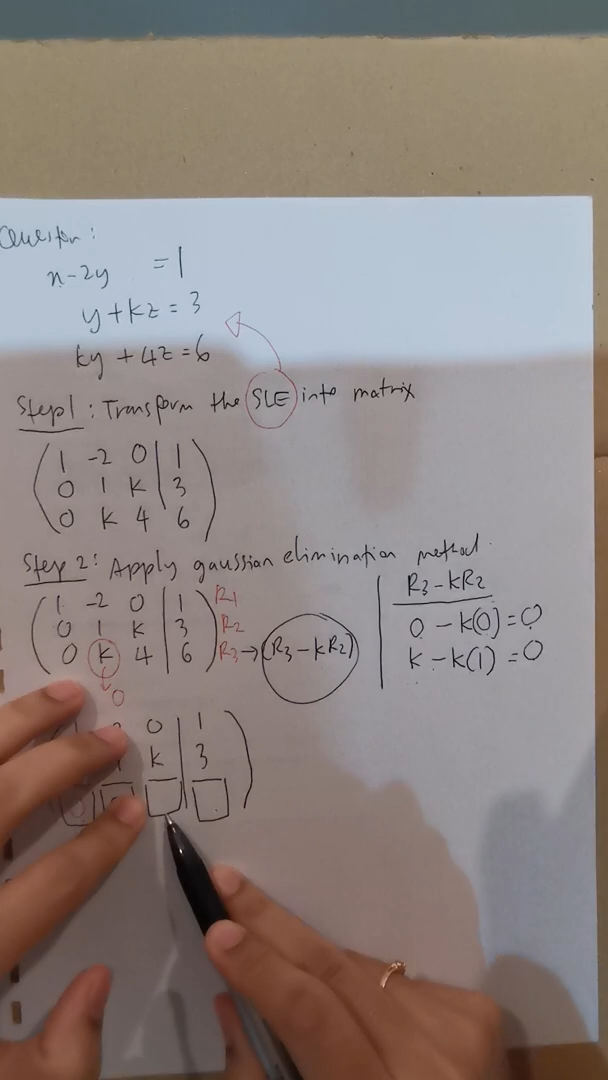 Question:
x-2y =1
y+kz=3
ky+4z=6
Step1: Transform the SLE into matrix
1 -2 0 | 1
0 1 k | 3
0 k 4 | 6
Step 2: Apply gaussian elimination method.
1 -2 0 | 1 R1
0 1 k | 3 R2
0 k 4 | 6 R3→(R3-kR2)
0
R3-kR2
0-k(0)=0
k-k(1)=0
0 | 1
k | 3